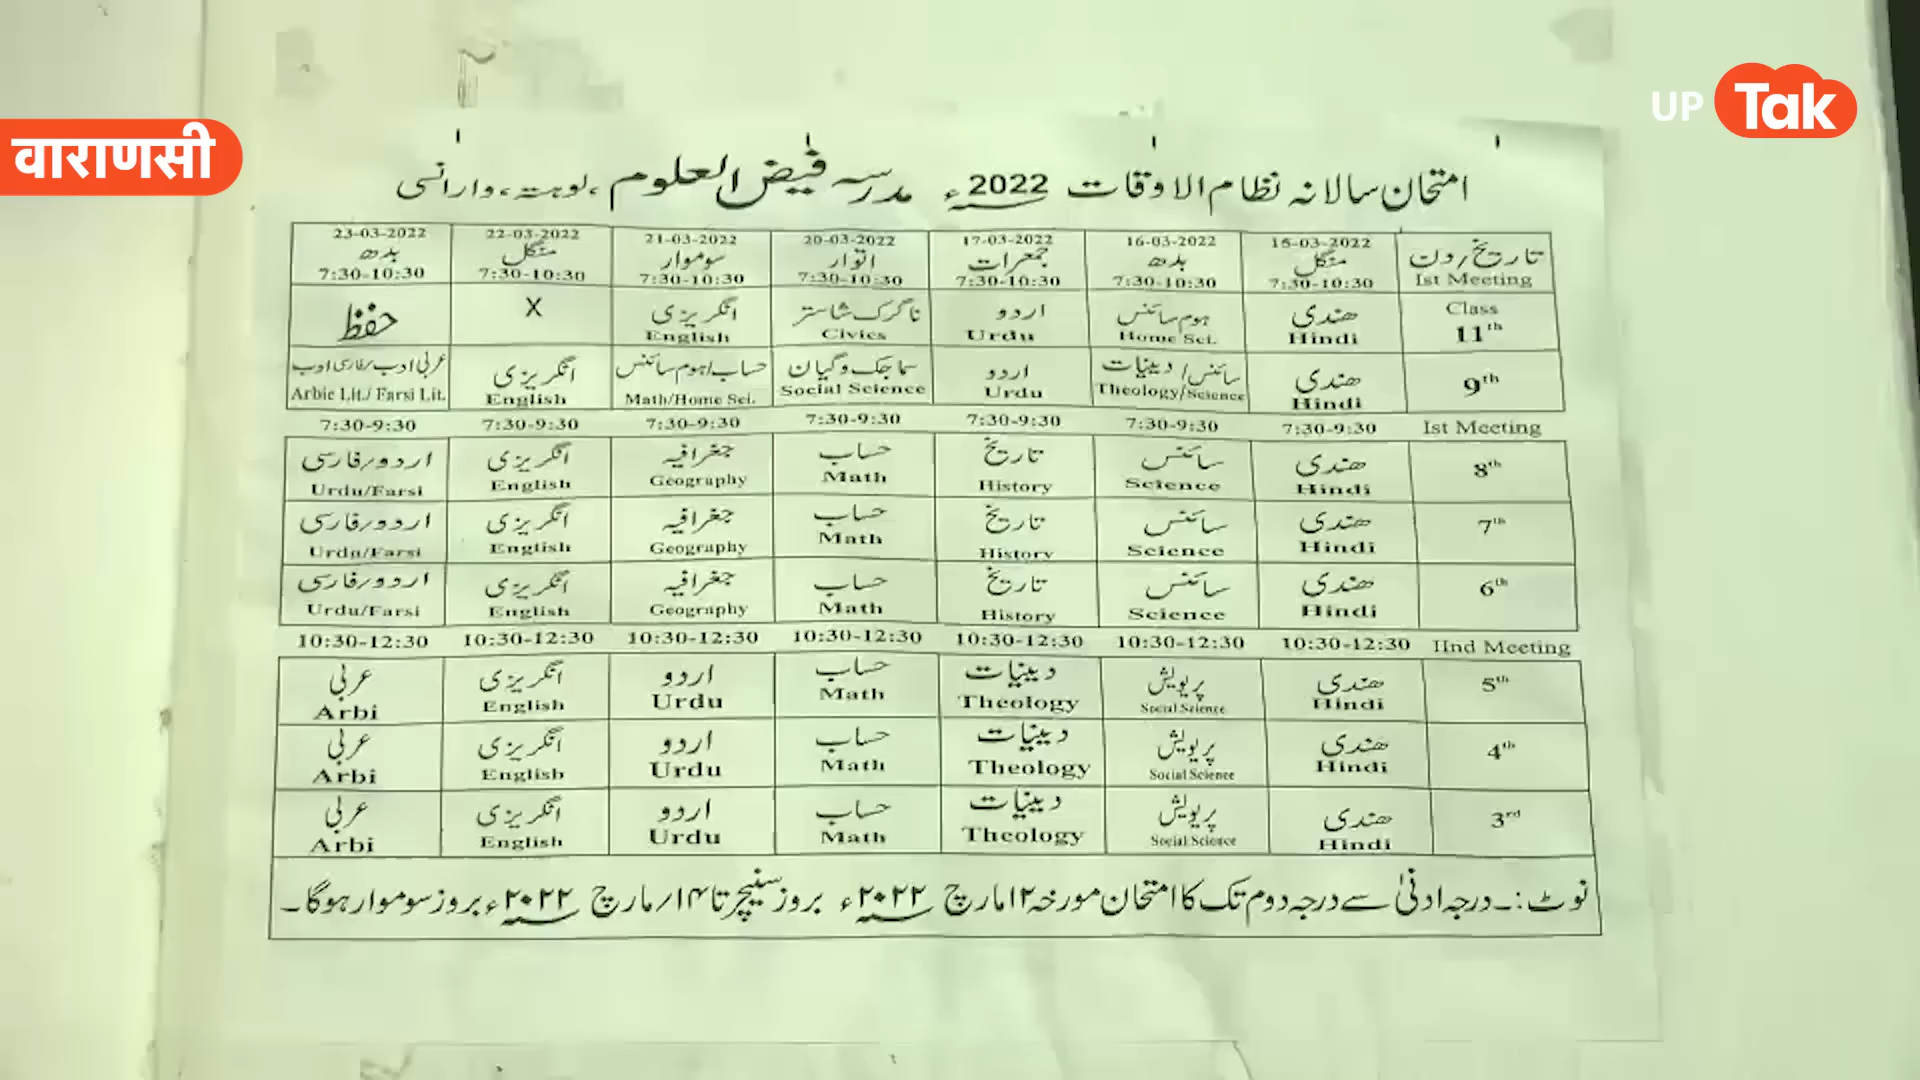 वाराणसी
UP Tak
امتحان سالانہ نظام الاوقات 2022ء مدرسہ فیض العلوم، لوہتہ، وارانسی
تاریخ/دن 15-03-2022 16-03-2022 17-03-2022 20-03-2022 21-03-2022 22-03-2022 23-03-2022
منگل بدھ جمعرات اتوار سوموار منگل بدھ
Ist Meeting 7:30-10:30 7:30-10:30 7:30-10:30 7:30-10:30 7:30-10:30 7:30-10:30 7:30-10:30
Class ھندی ہوم سائنس اردو ناگرک شاستر انگریزی X حفظ
11th Hindi Home Sci. Urdu Civics English
ھندی سائنس/دینیات اردو سماجک وگیان حساب/ہوم سائنس انگریزی عربی ادب/فارسی ادب
9th Hindi Theology/Science Urdu Social Science Math/Home Sci. English Arbic Lit./Farsi Lit.
Ist Meeting 7:30-9:30 7:30-9:30 7:30-9:30 7:30-9:30 7:30-9:30 7:30-9:30 7:30-9:30
ھندی سائنس تاریخ حساب جغرافیہ انگریزی اردو/فارسی
8th Hindi Science History Math Geography English Urdu/Farsi
ھندی سائنس تاریخ حساب جغرافیہ انگریزی اردو/فارسی
7th Hindi Science History Math Geography English Urdu/Farsi
ھندی سائنس تاریخ حساب جغرافیہ انگریزی اردو/فارسی
6th Hindi Science History Math Geography English Urdu/Farsi
IInd Meeting 10:30-12:30 10:30-12:30 10:30-12:30 10:30-12:30 10:30-12:30 10:30-12:30 10:30-12:30
ھندی پریویش دینیات حساب اردو انگریزی عربی
5th Hindi Social Science Theology Math Urdu English Arbi
ھندی پریویش دینیات حساب اردو انگریزی عربی
4th Hindi Social Science Theology Math Urdu English Arbi
ھندی پریویش دینیات حساب اردو انگریزی عربی
3rd Hindi Social Science Theology Math Urdu English Arbi
نوٹ:۔ درجہ ادنیٰ سے درجہ دوم تک کا امتحان مورخہ ۱۲ مارچ ۲۰۲۲ء بروز سنیچر تا ۱۴/مارچ ۲۰۲۲ء بروز سوموار ہوگا۔